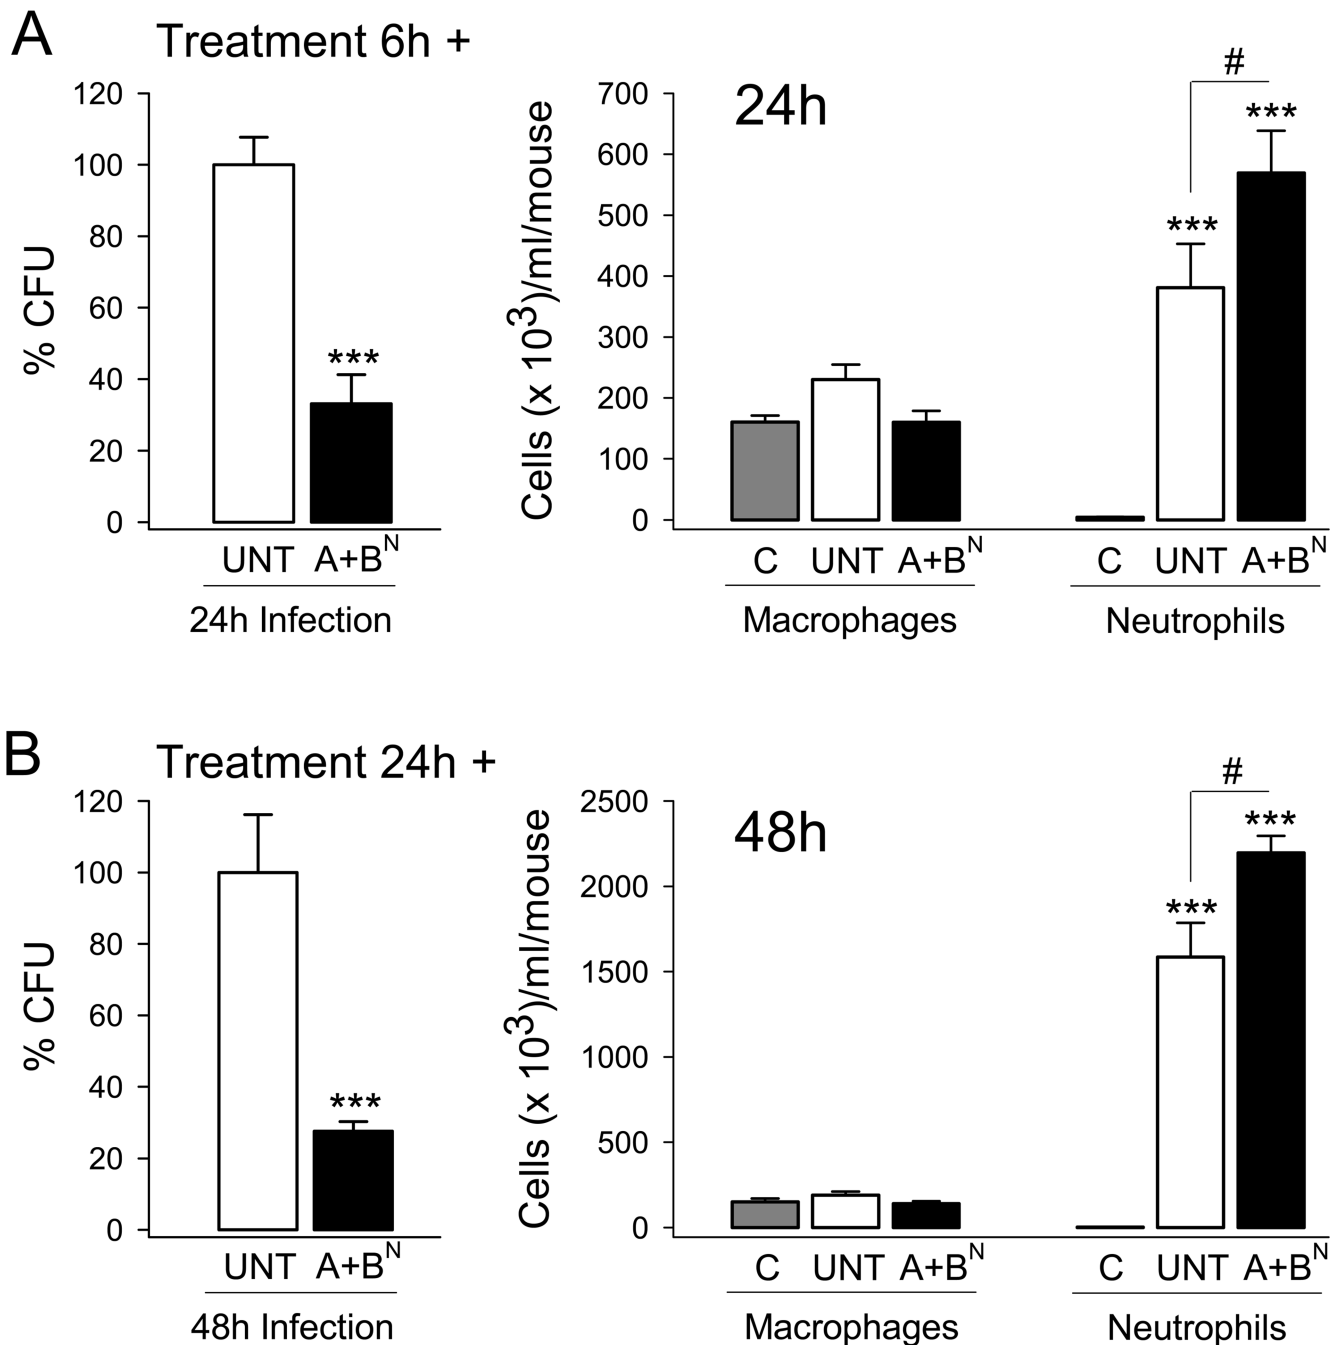 A
Treatment 6h +
% CFU
120
100
80
60
40
20
0
***
UNT A+B^N
24h Infection
Cells (x 10^3)/ml/mouse
700
600
500
400
300
200
100
0
24h
#
***
***
C UNT A+B^N C UNT A+B^N
Macrophages Neutrophils
B
Treatment 24h +
% CFU
120
100
80
60
40
20
0
***
UNT A+B^N
48h Infection
Cells (x 10^3)/ml/mouse
2500
2000
1500
1000
500
0
48h
#
***
***
C UNT A+B^N C UNT A+B^N
Macrophages Neutrophils